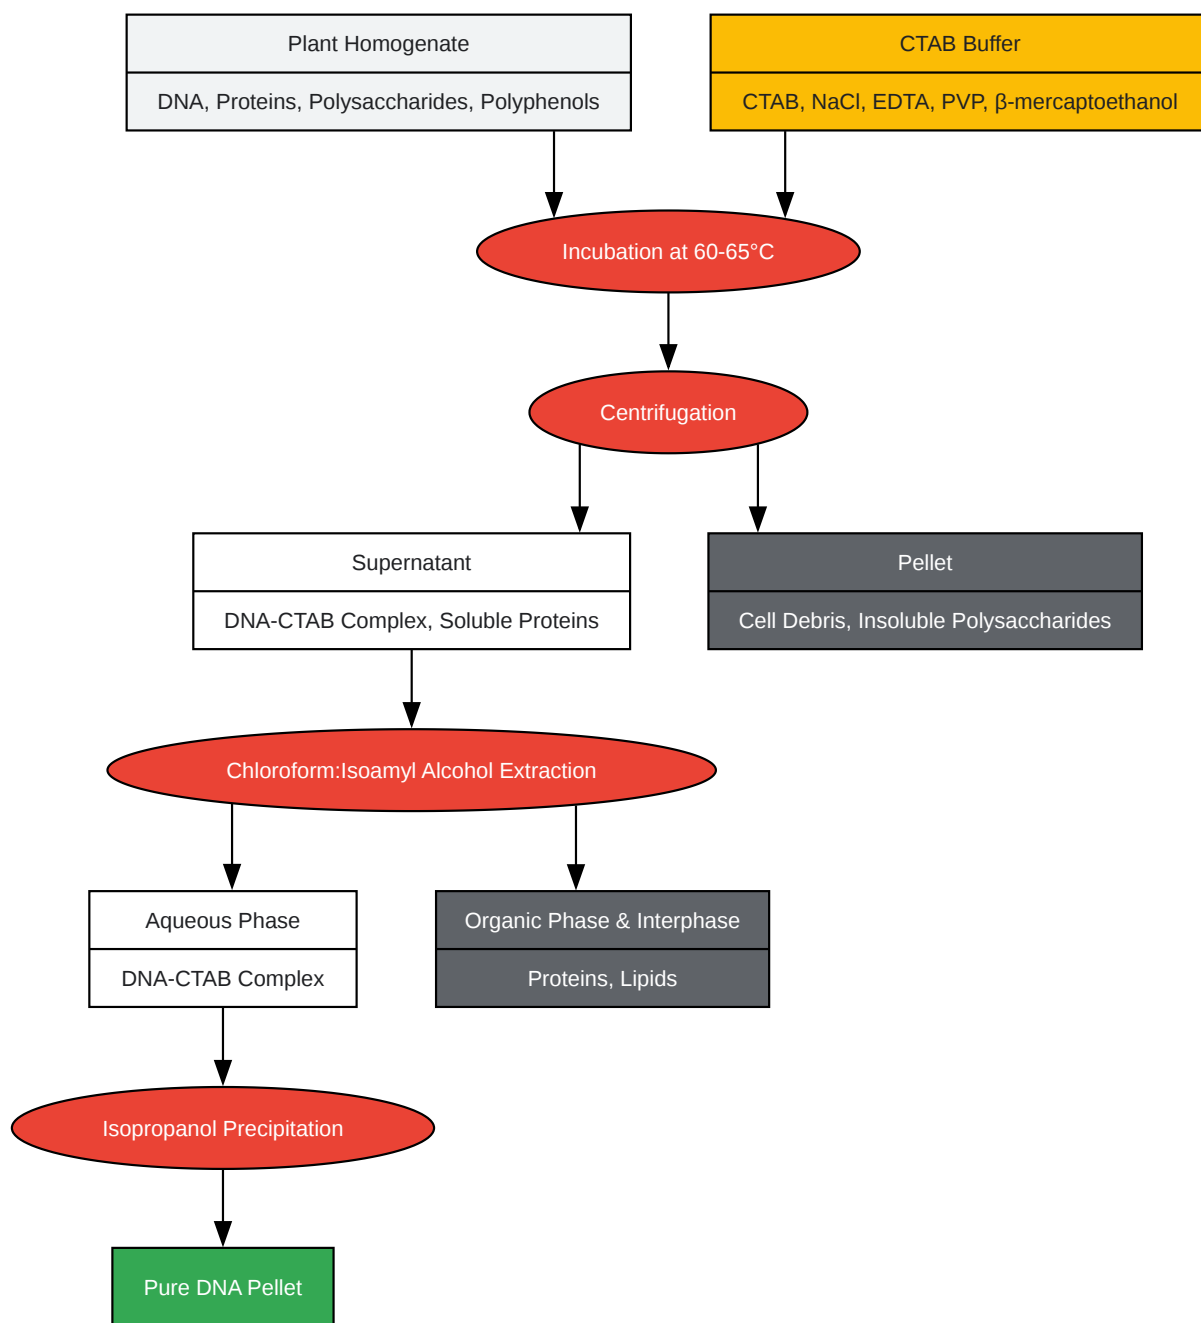 Plant Homogenate
DNA, Proteins, Polysaccharides, Polyphenols
CTAB Buffer
CTAB, NaCl, EDTA, PVP, β-mercaptoethanol
Incubation at 60-65°C
Centrifugation
Supernatant
DNA-CTAB Complex, Soluble Proteins
Pellet
Cell Debris, Insoluble Polysaccharides
Chloroform:Isoamyl Alcohol Extraction
Aqueous Phase
DNA-CTAB Complex
Organic Phase & Interphase
Proteins, Lipids
Isopropanol Precipitation
Pure DNA Pellet